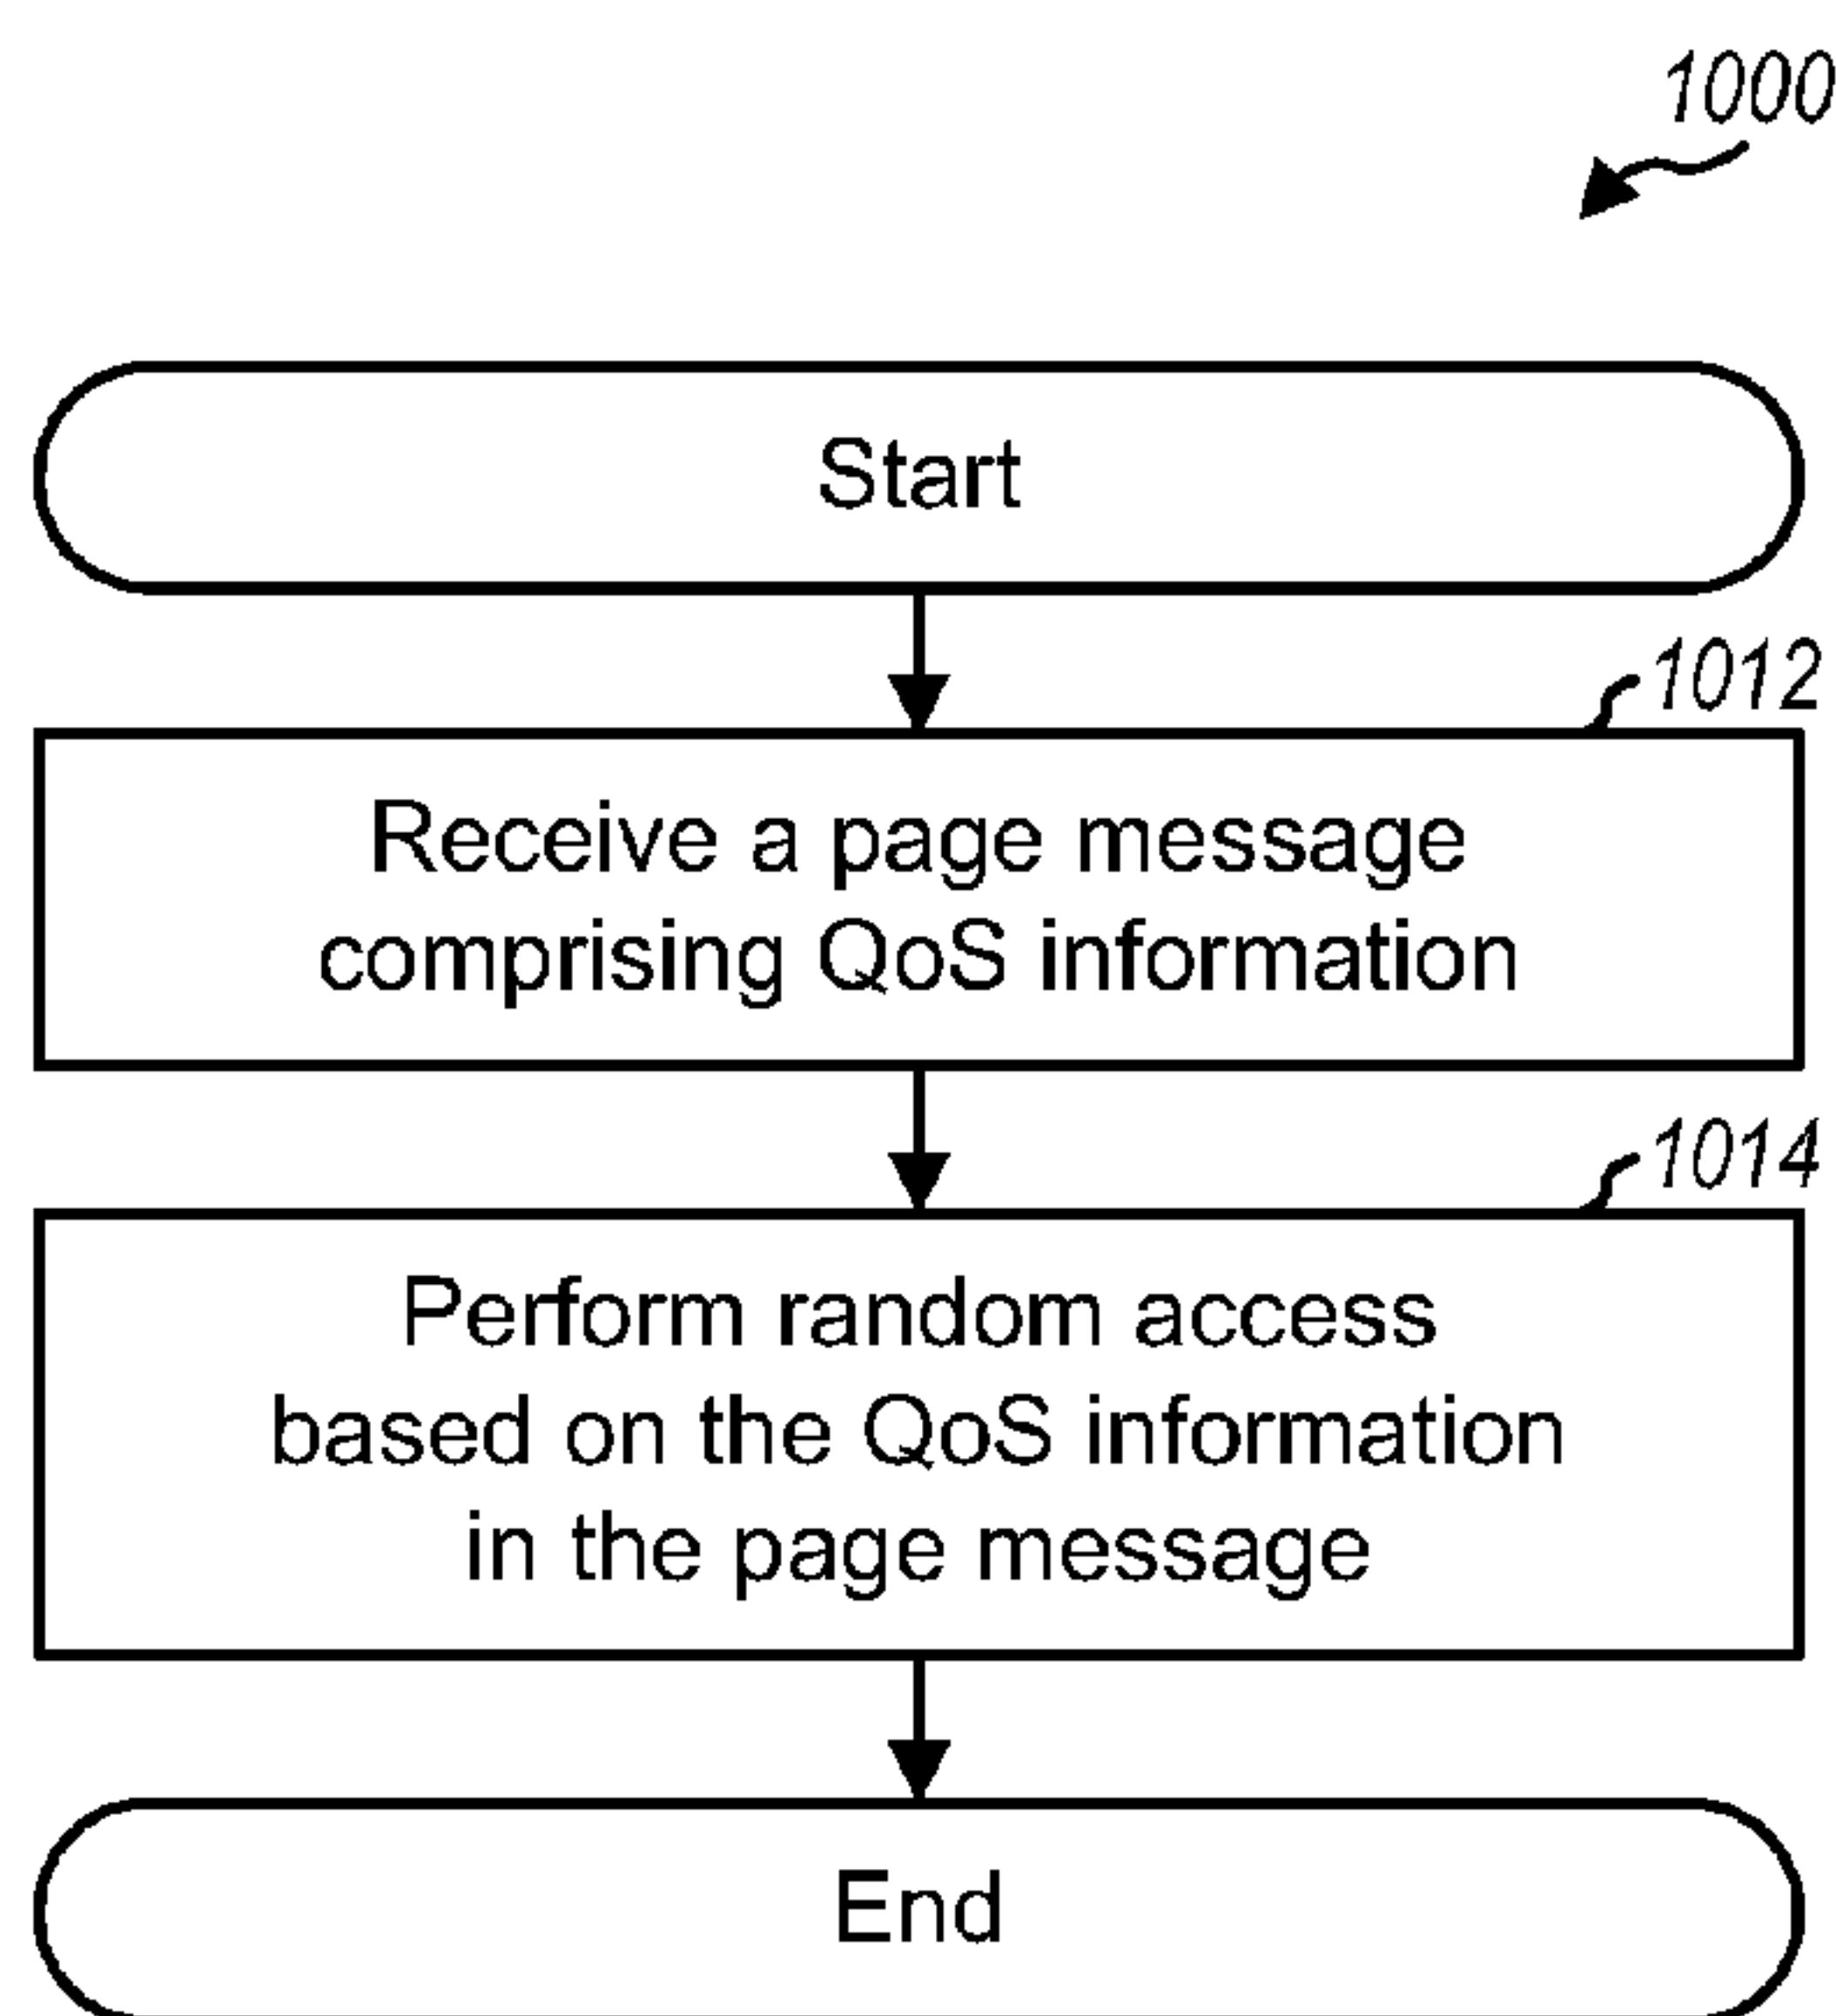 1000
Start
1012
Receive a page message
comprising QoS information
1014
Perform random access
based on the QoS information
in the page message
End